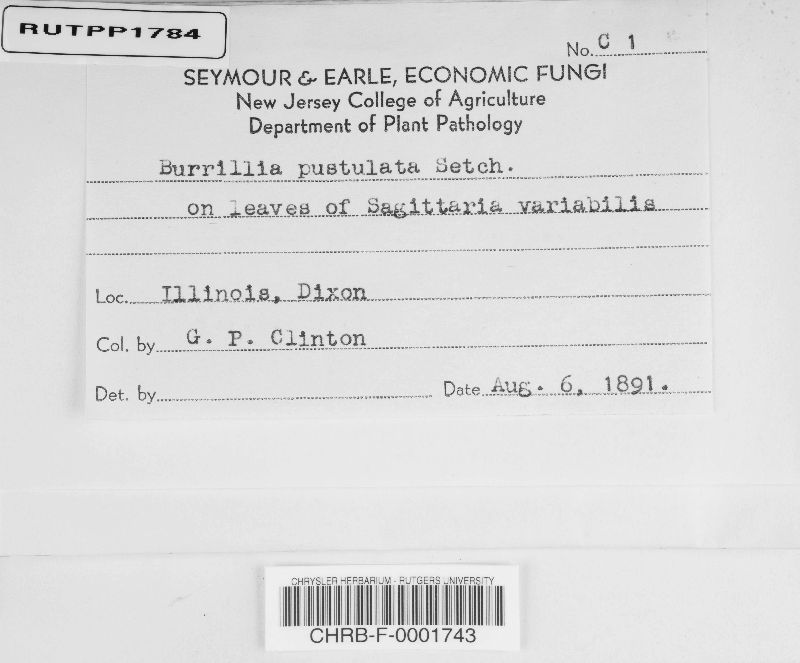 RUTPP1784
No. C 1
SEYMOUR & EARLE, ECONOMIC FUNGI
New Jersey College of Agriculture
Department of Plant Pathology
Burrillia pustulata Setch.
on leaves of Sagittaria variabilis
Loc. Illinois, Dixon
Col. by G. P. Clinton
Det. by Date Aug. 6, 1891.
CHRYSLER HERBARIUM - RUTGERS UNIVERSITY
CHRB-F-0001743